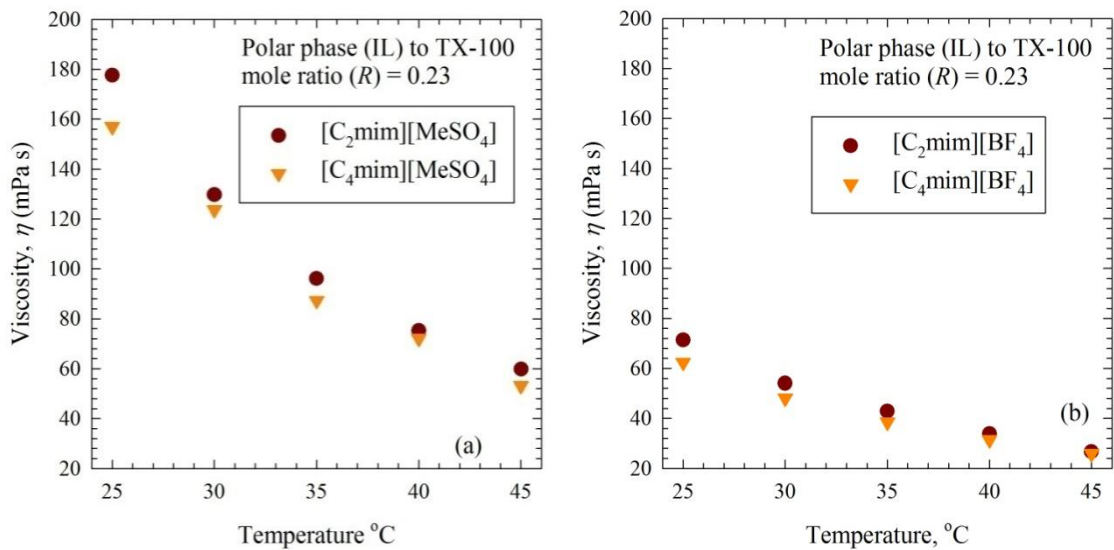 200
180
160
140
120
100
80
60
40
20
Viscosity, η (mPa s)
Polar phase (IL) to TX-100
mole ratio (R) = 0.23
[C₂mim][MeSO₄]
[C₄mim][MeSO₄]
(a)
25 30 35 40 45
Temperature °C
200
180
160
140
120
100
80
60
40
20
Viscosity, η (mPa s)
Polar phase (IL) to TX-100
mole ratio (R) = 0.23
[C₂mim][BF₄]
[C₄mim][BF₄]
(b)
25 30 35 40 45
Temperature, °C